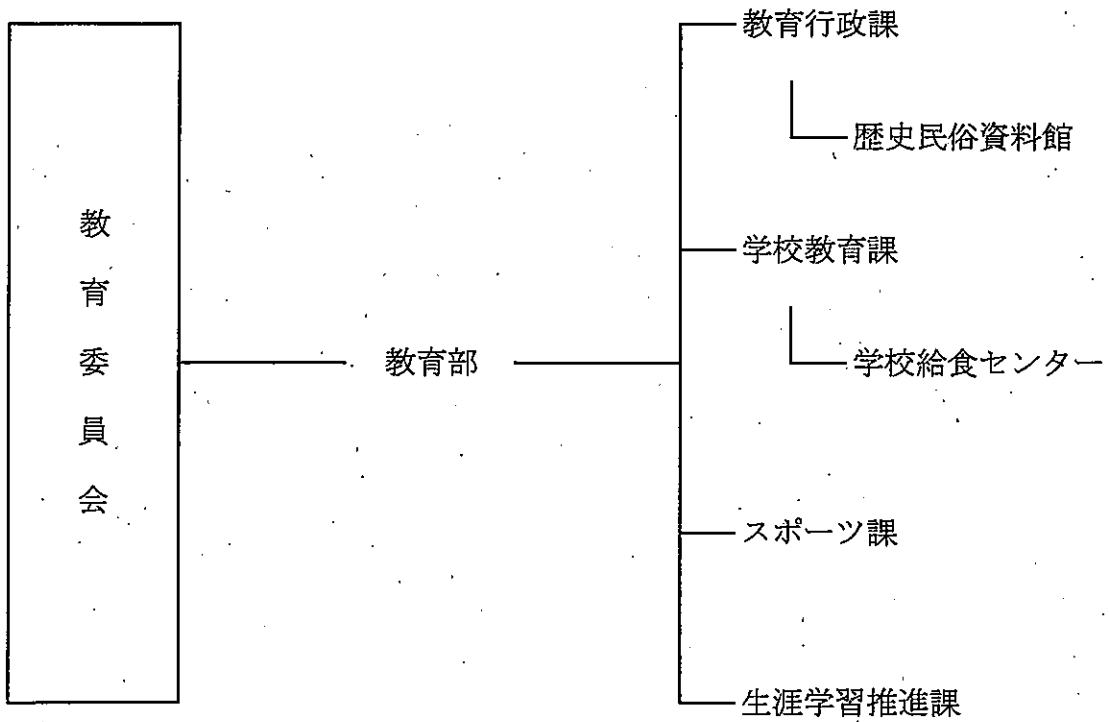 教育委員会
教育部
教育行政課
歴史民俗資料館
学校教育課
学校給食センター
スポーツ課
生涯学習推進課